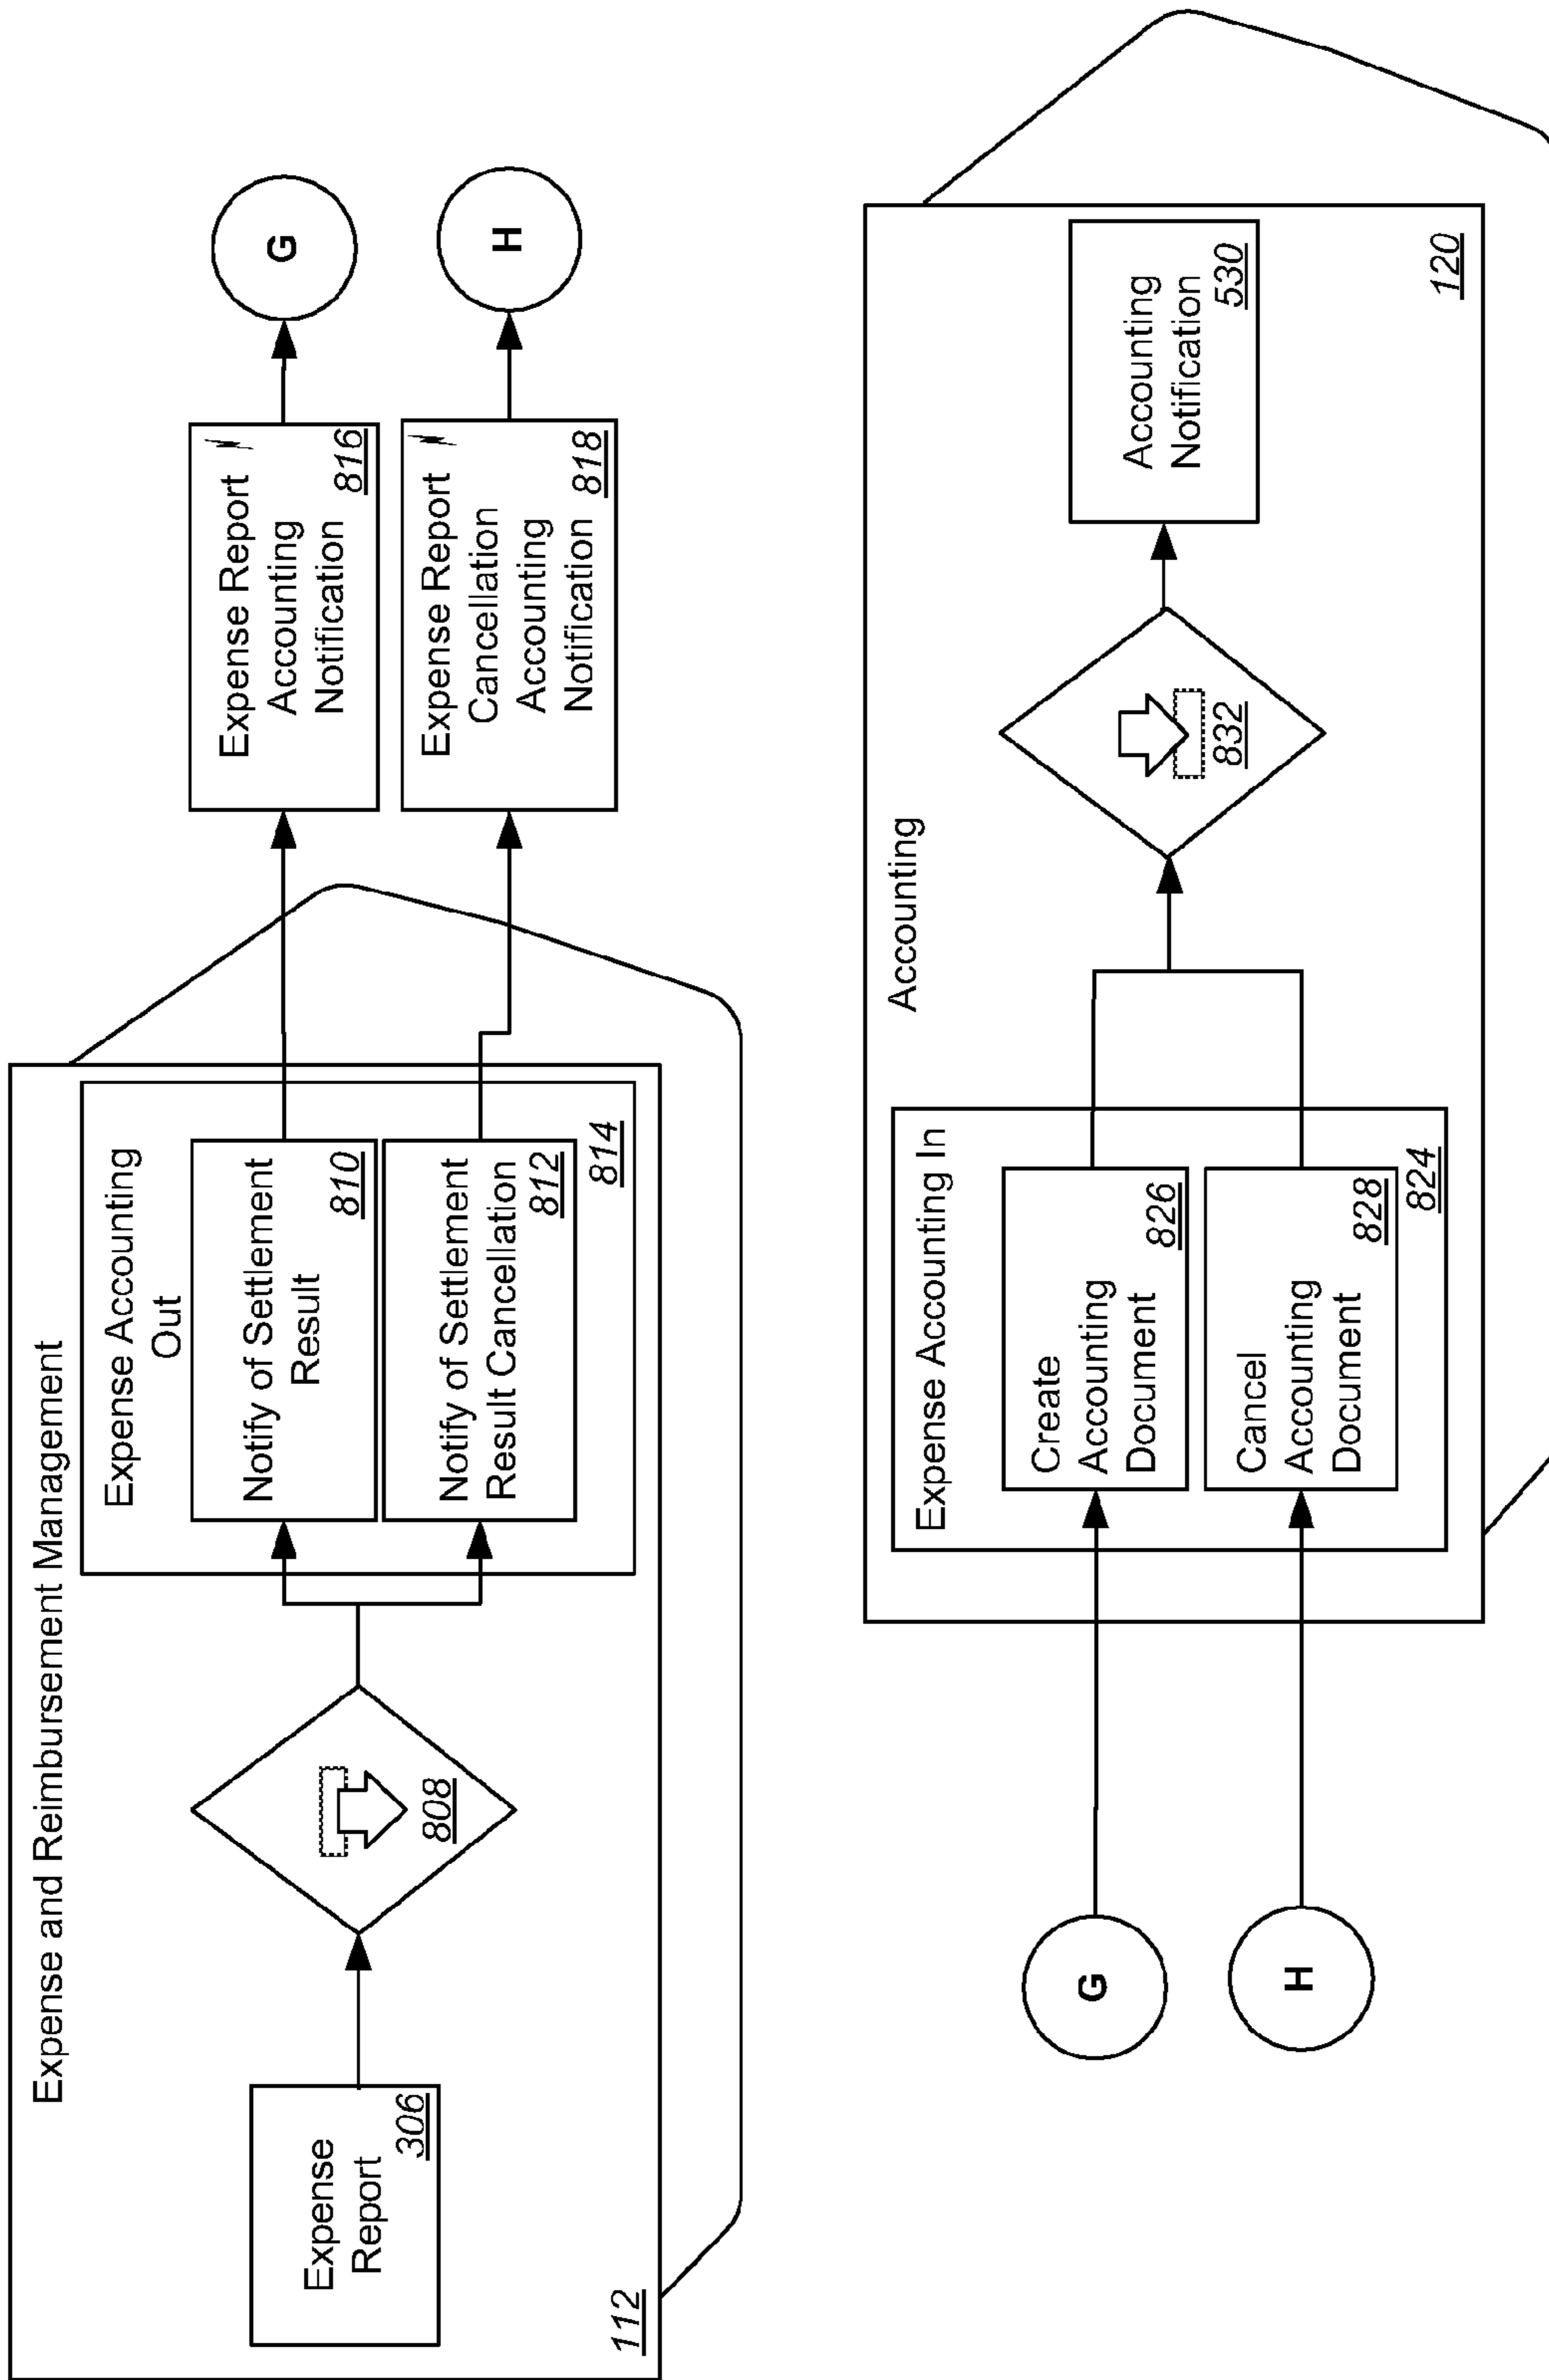 Expense and Reimbursement Management
Expense
Report
306
808
Expense Accounting
Out
Notify of Settlement
Result
810
Notify of Settlement
Result Cancellation
812
814
112
Expense Report
Accounting
Notification
816
Expense Report
Cancellation
Accounting
Notification
818
G
H
G
H
Accounting
Expense Accounting In
Create
Accounting
Document
826
Cancel
Accounting
Document
828
824
832
Accounting
Notification
530
120